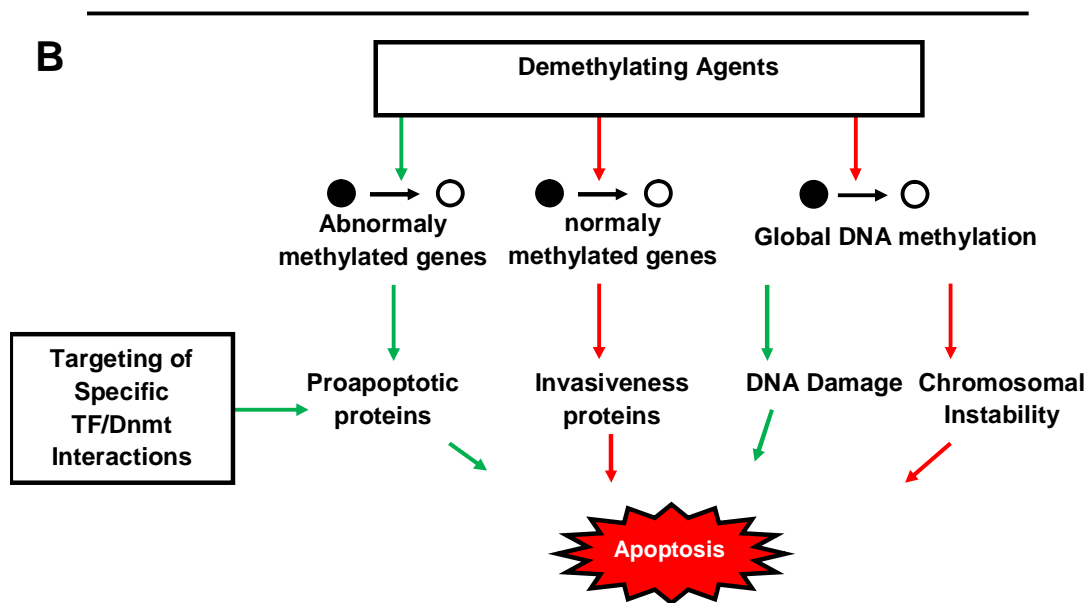 B
Demethylating Agents
Abnormaly
methylated genes
normaly
methylated genes
Global DNA methylation
Targeting of
Specific
TF/Dnmt
Interactions
Proapoptotic
proteins
Invasiveness
proteins
DNA Damage
Chromosomal
Instability
Apoptosis